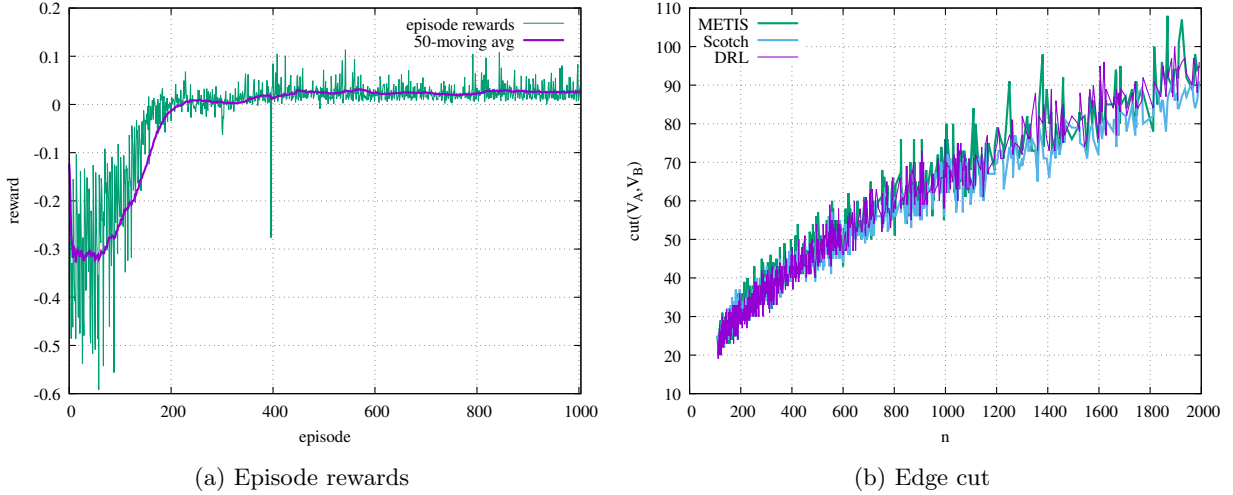 0.2
0.1
0
-0.1
-0.2
-0.3
-0.4
-0.5
-0.6
reward
0 200 400 600 800 1000
episode
episode rewards
50-moving avg
(a) Episode rewards
110
100
90
80
70
60
50
40
30
20
10
cut(V_A,V_B)
0 200 400 600 800 1000 1200 1400 1600 1800 2000
n
METIS
Scotch
DRL
(b) Edge cut